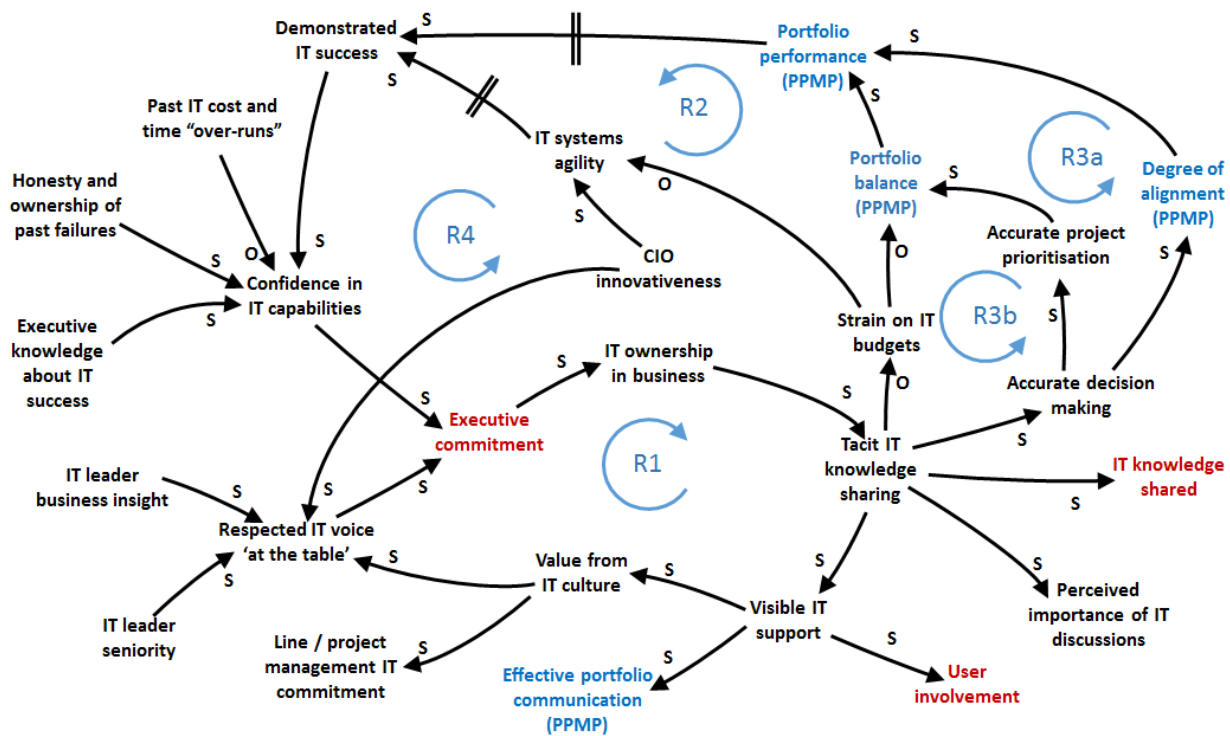 Demonstrated
IT success
S
S
Portfolio
performance
(PPMP)
S
Past IT cost and
time “over-runs”
R2
S
IT systems
agility
Honesty and
ownership of
past failures
O
Portfolio
balance
(PPMP)
S
R3a
Degree of
alignment
(PPMP)
S
O
S
R4
S
CIO
innovativeness
O
Accurate project
prioritisation
S
Confidence in
IT capabilities
S
Executive
knowledge
about IT
success
Strain on IT
budgets
R3b
S
S
IT ownership
in business
O
Accurate decision
making
S
Executive
commitment
S
S
Tacit IT
knowledge
sharing
S
IT knowledge
shared
S
R1
IT leader
business insight
S
S
Respected IT voice
‘at the table’
S
IT leader
seniority
S
Value from
IT culture
S
S
Visible IT
support
S
Perceived
importance of IT
discussions
Line / project
management IT
commitment
S
Effective portfolio
communication
(PPMP)
S
S
User
involvement